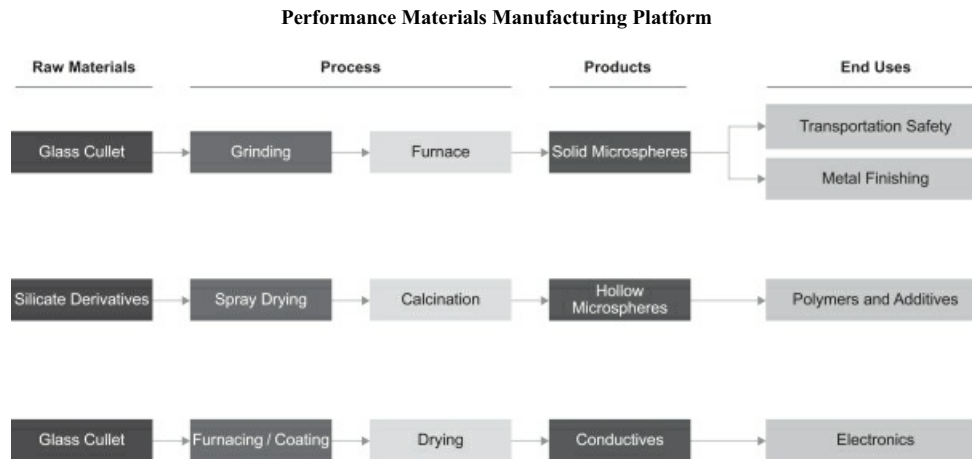 Performance Materials Manufacturing Platform
Raw Materials
Process
Products
End Uses
Glass Cullet
Grinding
Furnace
Solid Microspheres
Transportation Safety
Metal Finishing
Silicate Derivatives
Spray Drying
Calcination
Hollow
Microspheres
Polymers and Additives
Glass Cullet
Furnacing / Coating
Drying
Conductives
Electronics